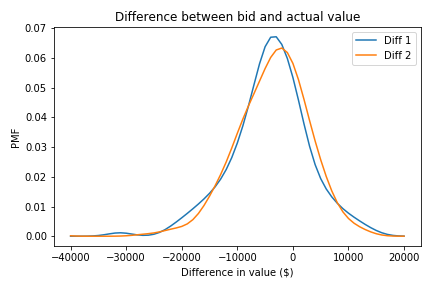 Difference between bid and actual value
0.07
0.06
0.05
0.04
0.03
0.02
0.01
0.00
PMF
Diff 1
Diff 2
−40000 −30000 −20000 −10000 0 10000 20000
Difference in value ($)